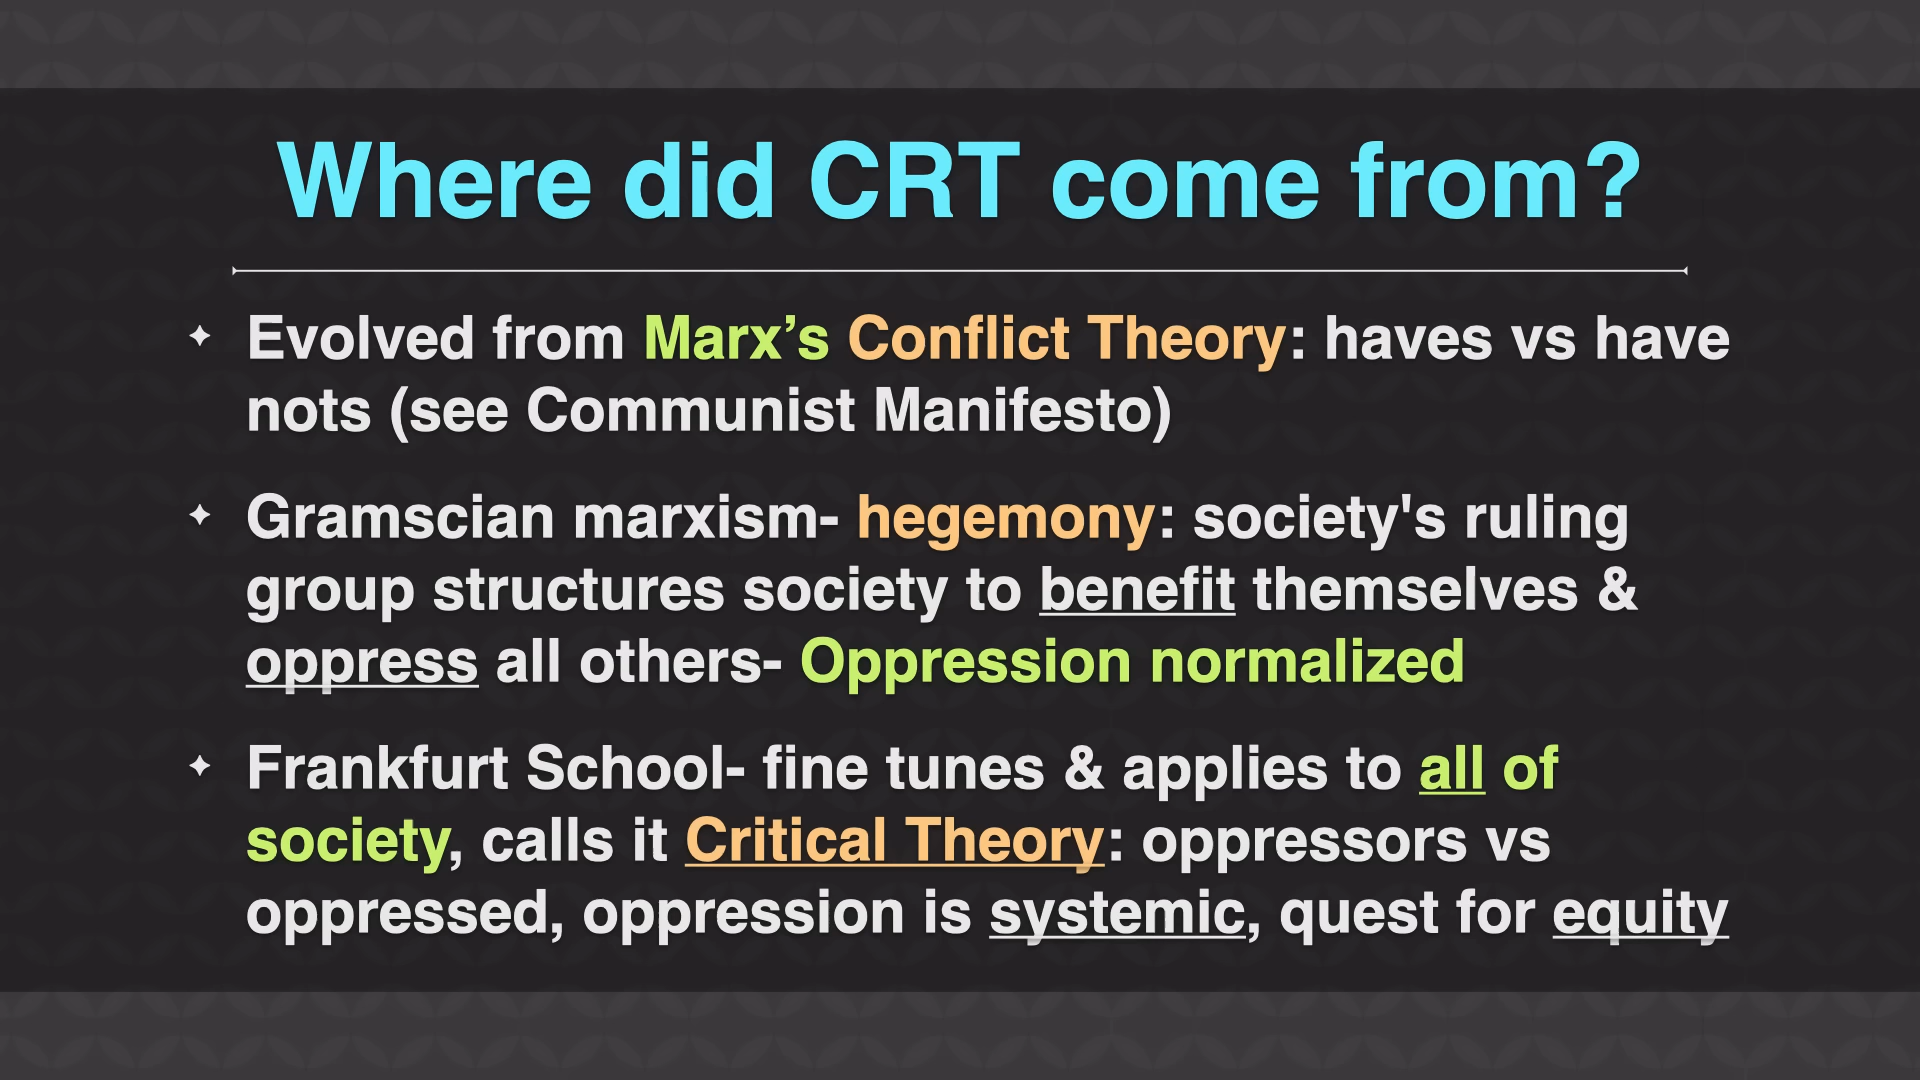 Where did CRT come from?
Evolved from Marx’s Conflict Theory: haves vs have
nots (see Communist Manifesto)
Gramscian marxism- hegemony: society's ruling
group structures society to benefit themselves &
oppress all others- Oppression normalized
Frankfurt School- fine tunes & applies to all of
society, calls it Critical Theory: oppressors vs
oppressed, oppression is systemic, quest for equity